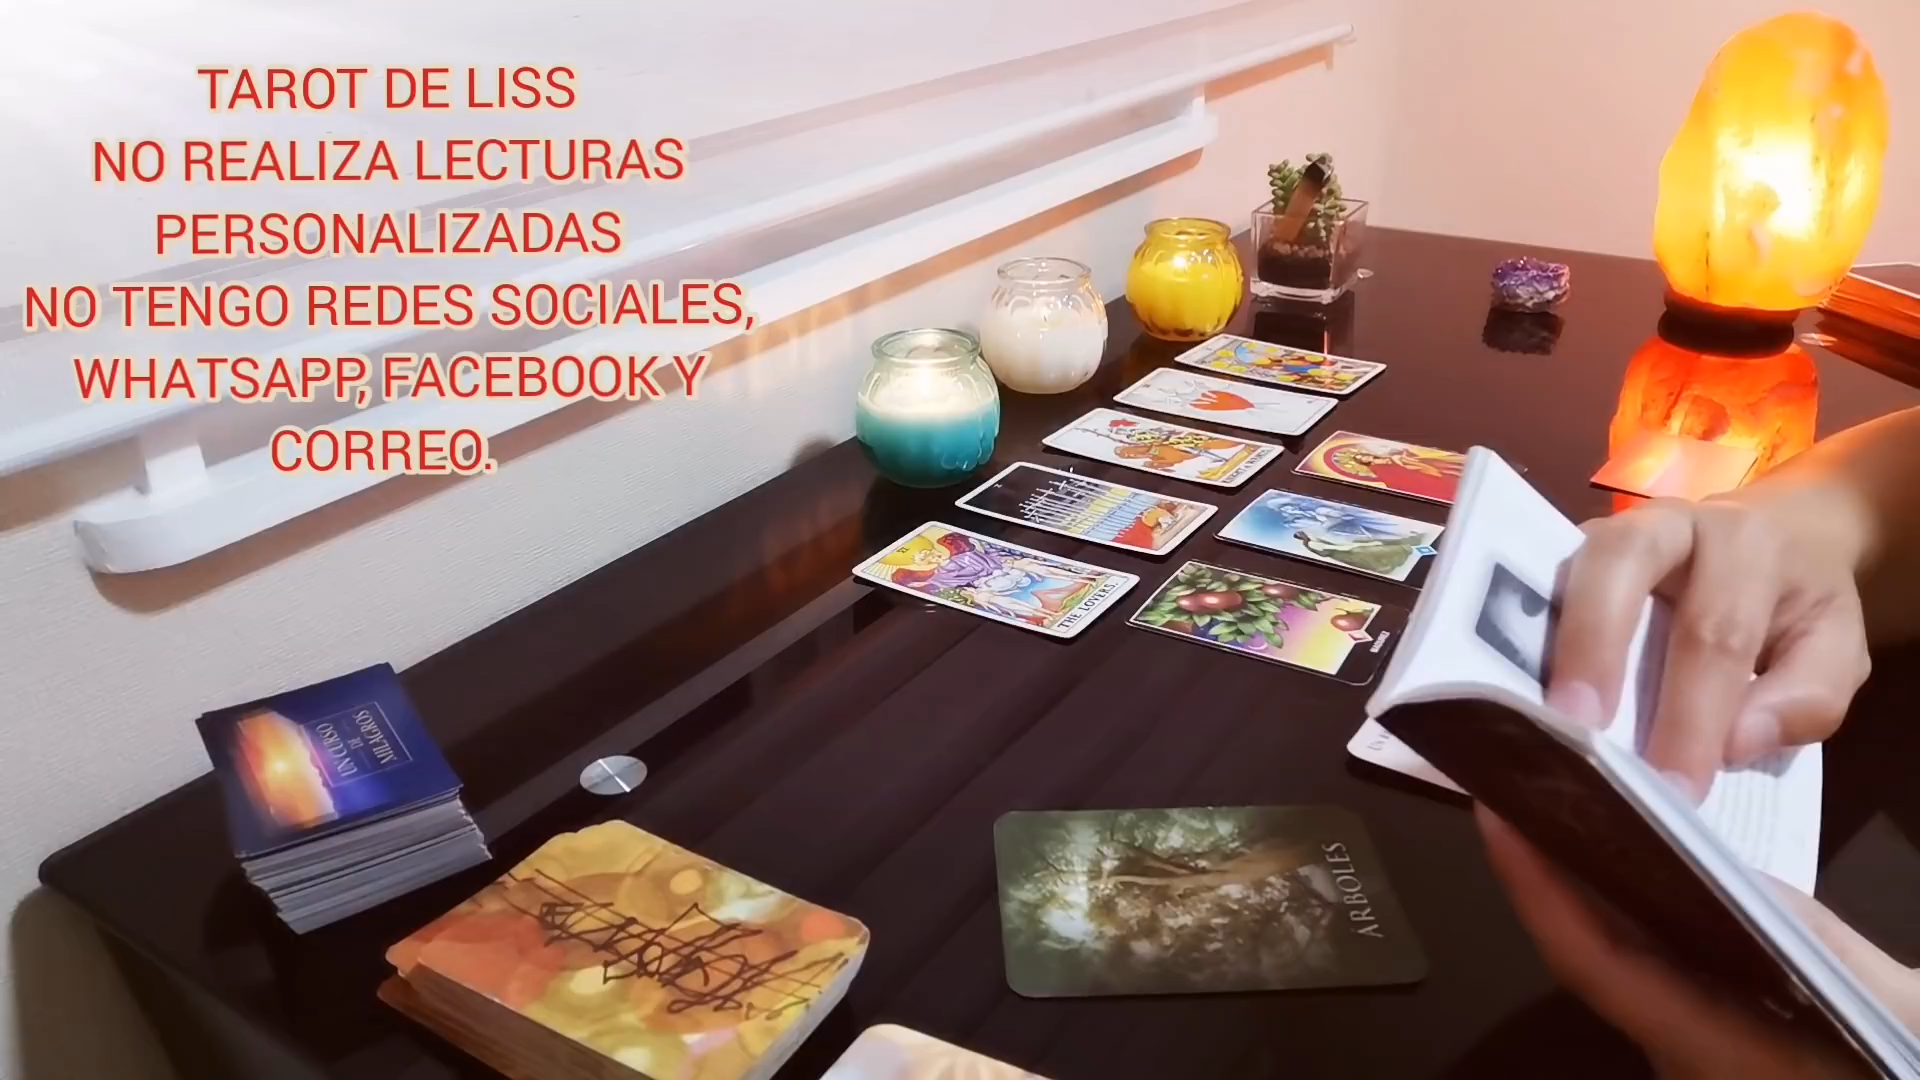 TAROT DE LISS
NO REALIZA LECTURAS
PERSONALIZADAS
NO TENGO REDES SOCIALES,
WHATSAPP, FACEBOOK Y
CORREO.
THE LOVERS.
UN CURSO
DE
MILAGROS
ÁRBOLES